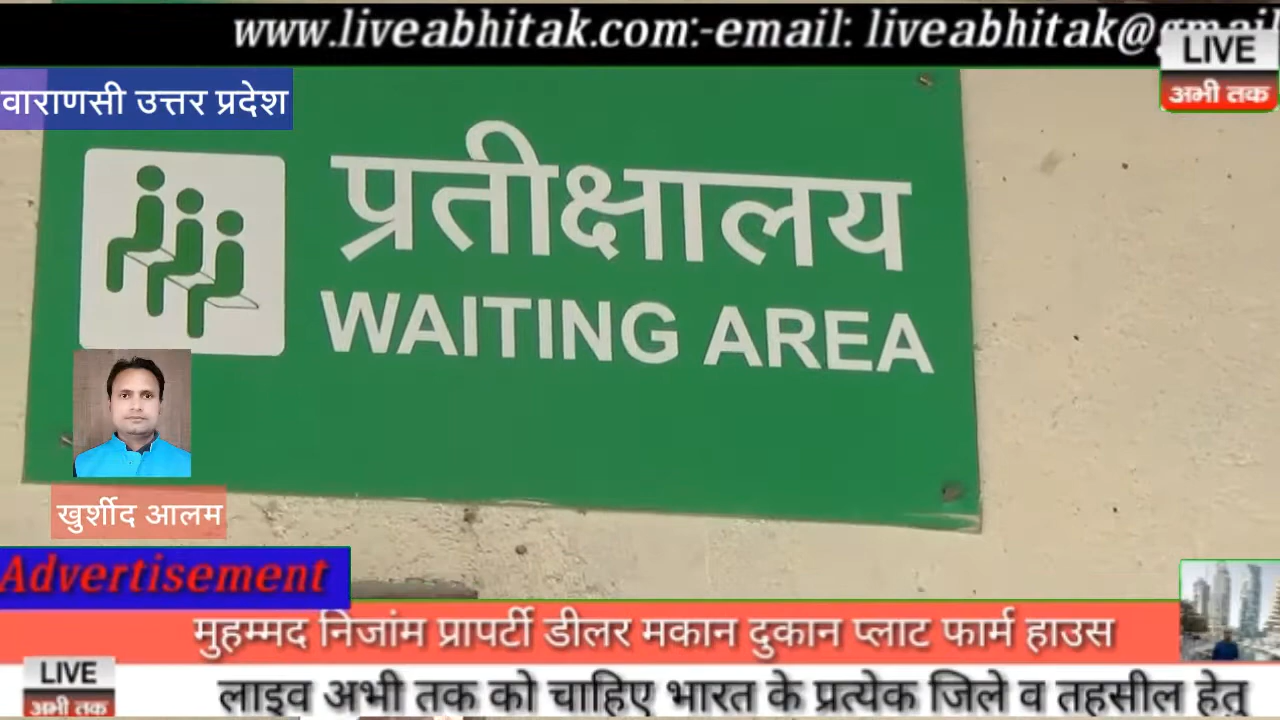 www.liveabhitak.com:-email: liveabhitak@gmail
LIVE
अभी तक
वाराणसी उत्तर प्रदेश
प्रतीक्षालय
WAITING AREA
खुर्शीद आलम
Advertisement
मुहम्मद निजांम प्रापर्टी डीलर मकान दुकान प्लाट फार्म हाउस
LIVE
अभी तक
लाइव अभी तक को चाहिए भारत के प्रत्येक जिले व तहसील हेतु